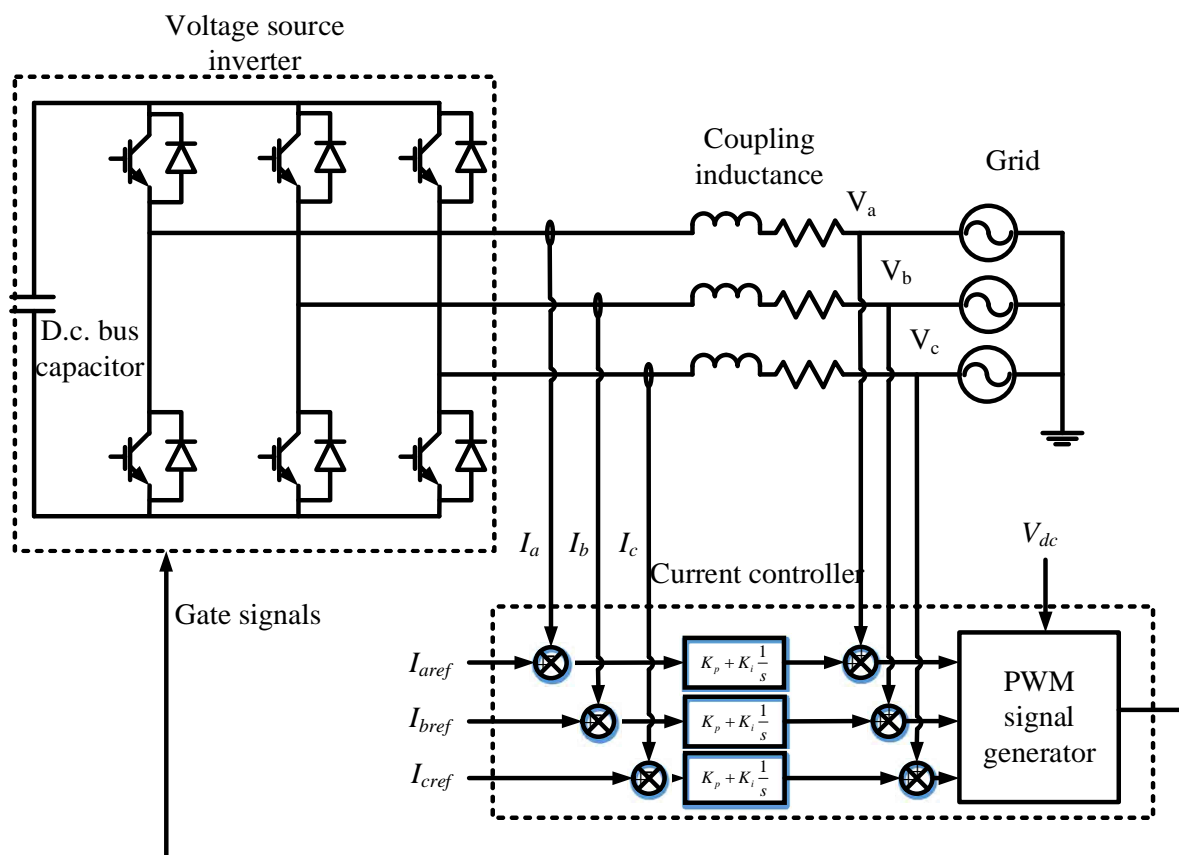 Voltage source
inverter
Coupling
inductance
Grid
V_a
V_b
V_c
D.c. bus
capacitor
I_a
I_b
I_c
V_dc
Current controller
Gate signals
I_aref
K_p + K_i 1/s
PWM
signal
generator
I_bref
K_p + K_i 1/s
I_cref
K_p + K_i 1/s